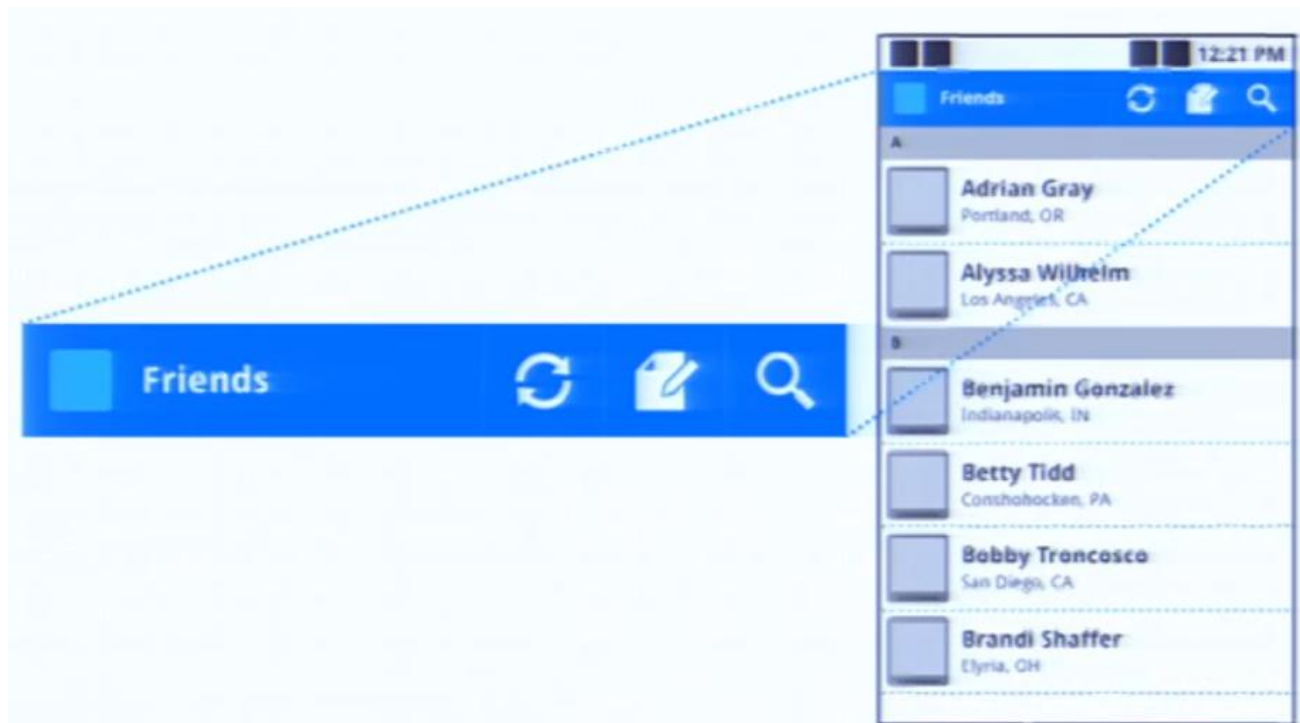 12:21 PM
Friends
A
Adrian Gray
Portland, OR
Alyssa Wilhelm
Los Angeles, CA
Friends
B
Benjamin Gonzalez
Indianapolis, IN
Betty Tidd
Conshohocken, PA
Bobby Troncosco
San Diego, CA
Brandi Shaffer
Elyria, OH